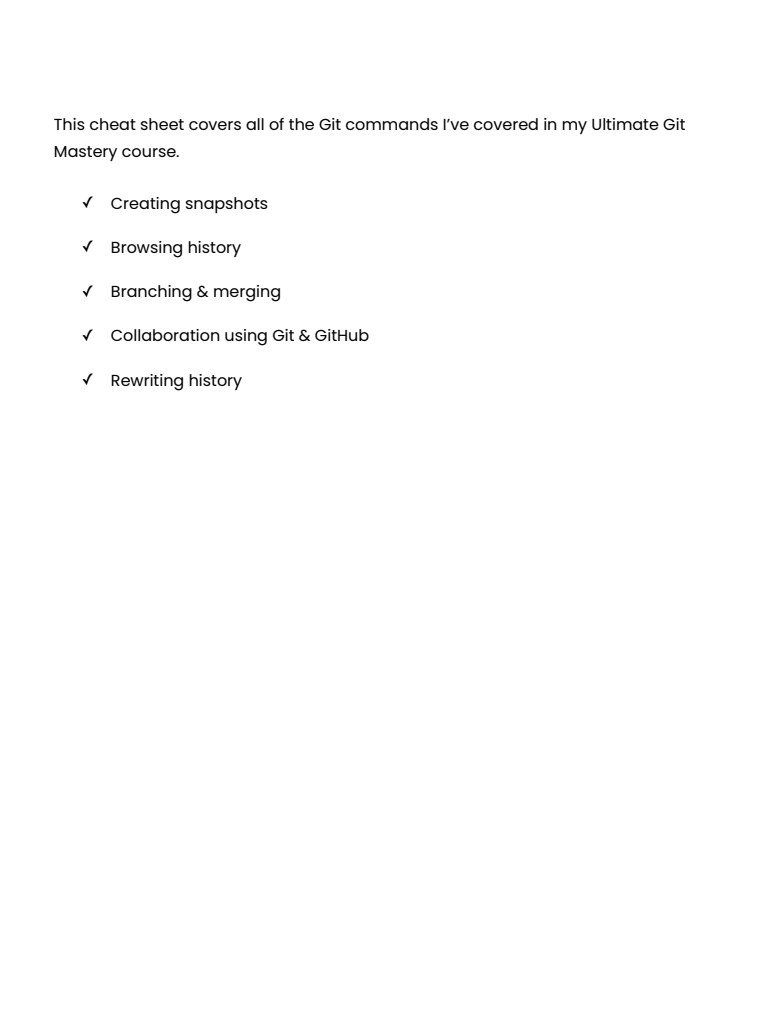 This cheat sheet covers all of the Git commands I’ve covered in my Ultimate Git
Mastery course.
✓ Creating snapshots
✓ Browsing history
✓ Branching & merging
✓ Collaboration using Git & GitHub
✓ Rewriting history